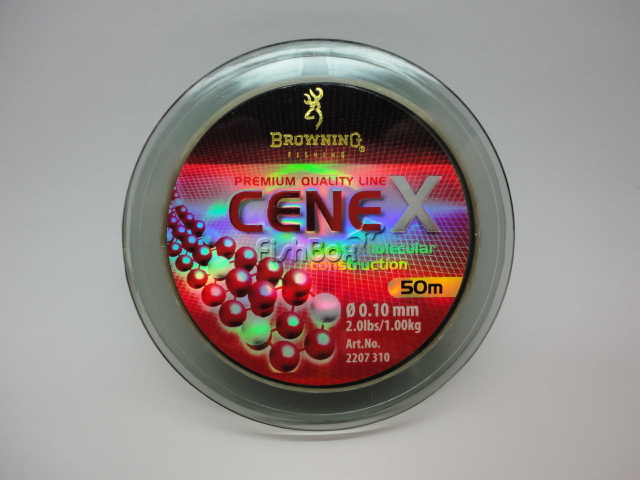 BROWNING®
FISHING
PREMIUM QUALITY LINE
CENEX
FishBox
molecular
construction
50m
Ø 0.10 mm
2.0lbs/1.00kg
Art.No.
2207 310